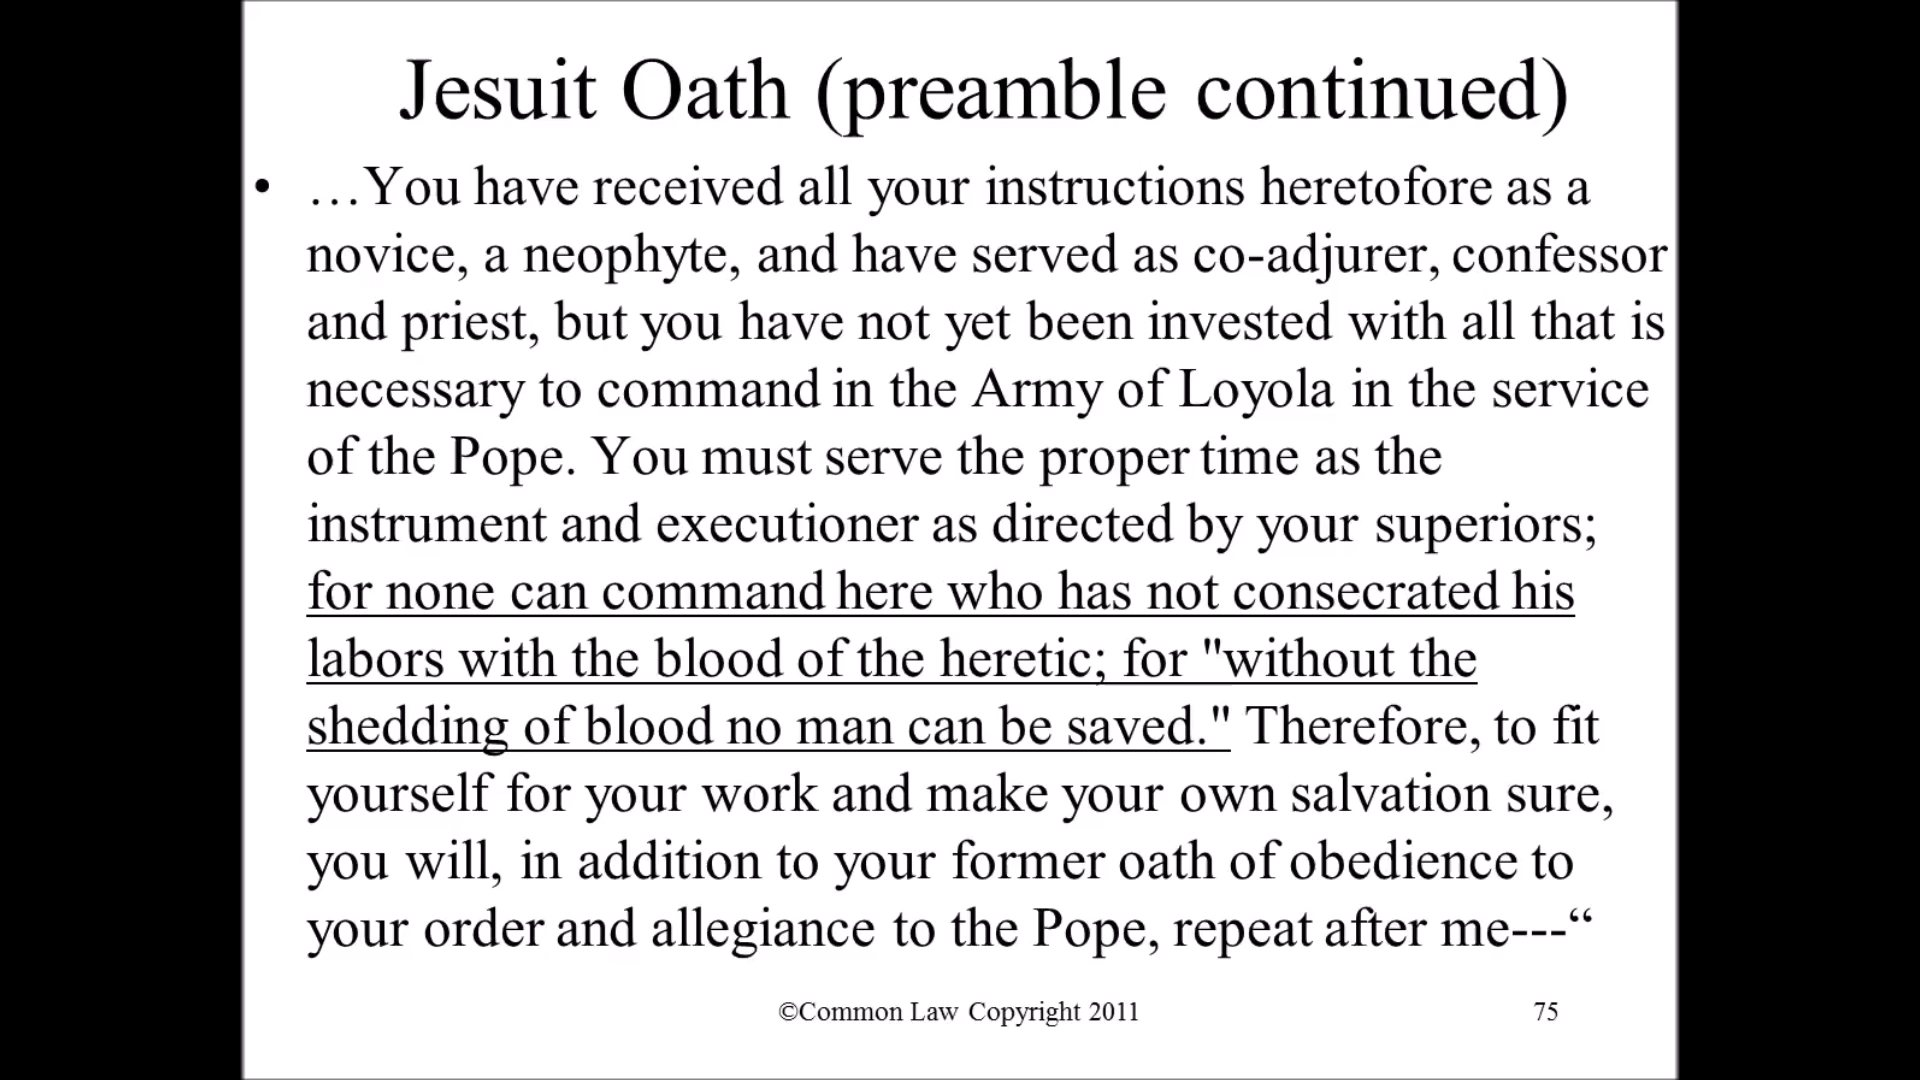 Jesuit Oath (preamble continued)
• …You have received all your instructions heretofore as a
novice, a neophyte, and have served as co-adjurer, confessor
and priest, but you have not yet been invested with all that is
necessary to command in the Army of Loyola in the service
of the Pope. You must serve the proper time as the
instrument and executioner as directed by your superiors;
for none can command here who has not consecrated his
labors with the blood of the heretic; for "without the
shedding of blood no man can be saved." Therefore, to fit
yourself for your work and make your own salvation sure,
you will, in addition to your former oath of obedience to
your order and allegiance to the Pope, repeat after me---“
©Common Law Copyright 2011
75